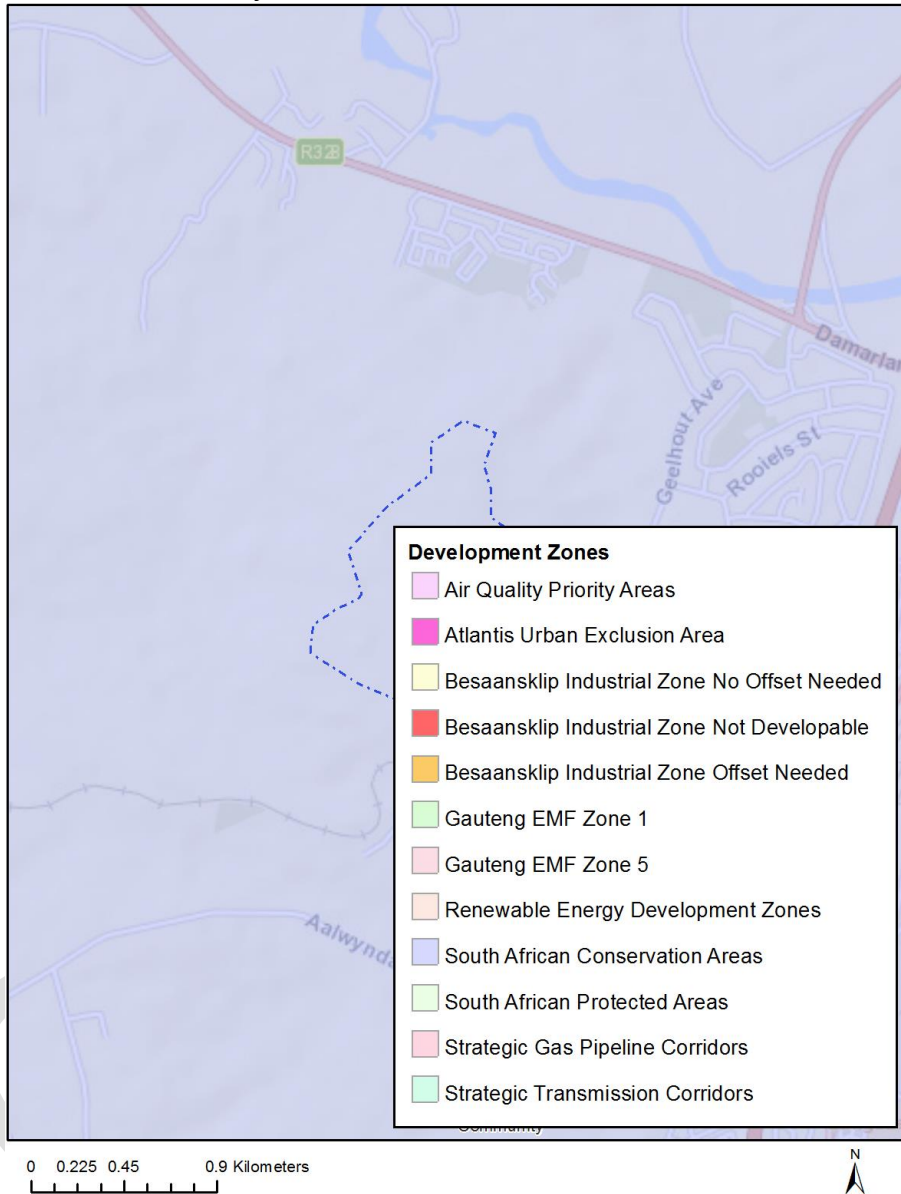 R328
Damarlan
Geelhout Ave
Rooiels St
Aalwynda
Development Zones
Air Quality Priority Areas
Atlantis Urban Exclusion Area
Besaansklip Industrial Zone No Offset Needed
Besaansklip Industrial Zone Not Developable
Besaansklip Industrial Zone Offset Needed
Gauteng EMF Zone 1
Gauteng EMF Zone 5
Renewable Energy Development Zones
South African Conservation Areas
South African Protected Areas
Strategic Gas Pipeline Corridors
Strategic Transmission Corridors
0 0.225 0.45 0.9 Kilometers
N